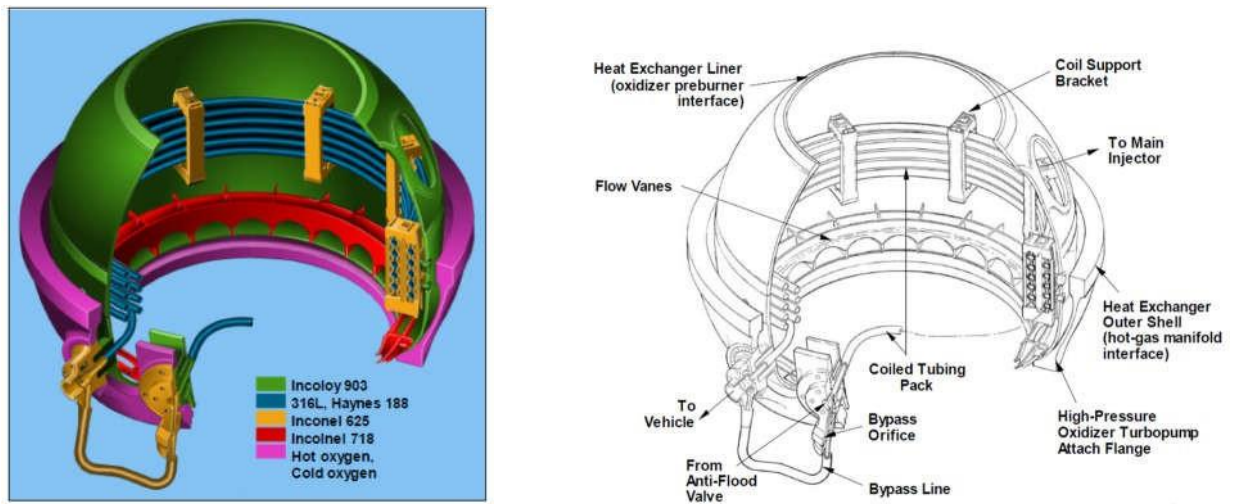 Incoloy 903
316L, Haynes 188
Inconel 625
Incolnel 718
Hot oxygen,
Cold oxygen
Heat Exchanger Liner
(oxidizer preburner
interface)
Coil Support
Bracket
To Main
Injector
Flow Vanes
Heat Exchanger
Outer Shell
(hot-gas manifold
interface)
Coiled Tubing
Pack
To
Vehicle
Bypass
Orifice
High-Pressure
Oxidizer Turbopump
Attach Flange
From
Anti-Flood
Valve
Bypass Line